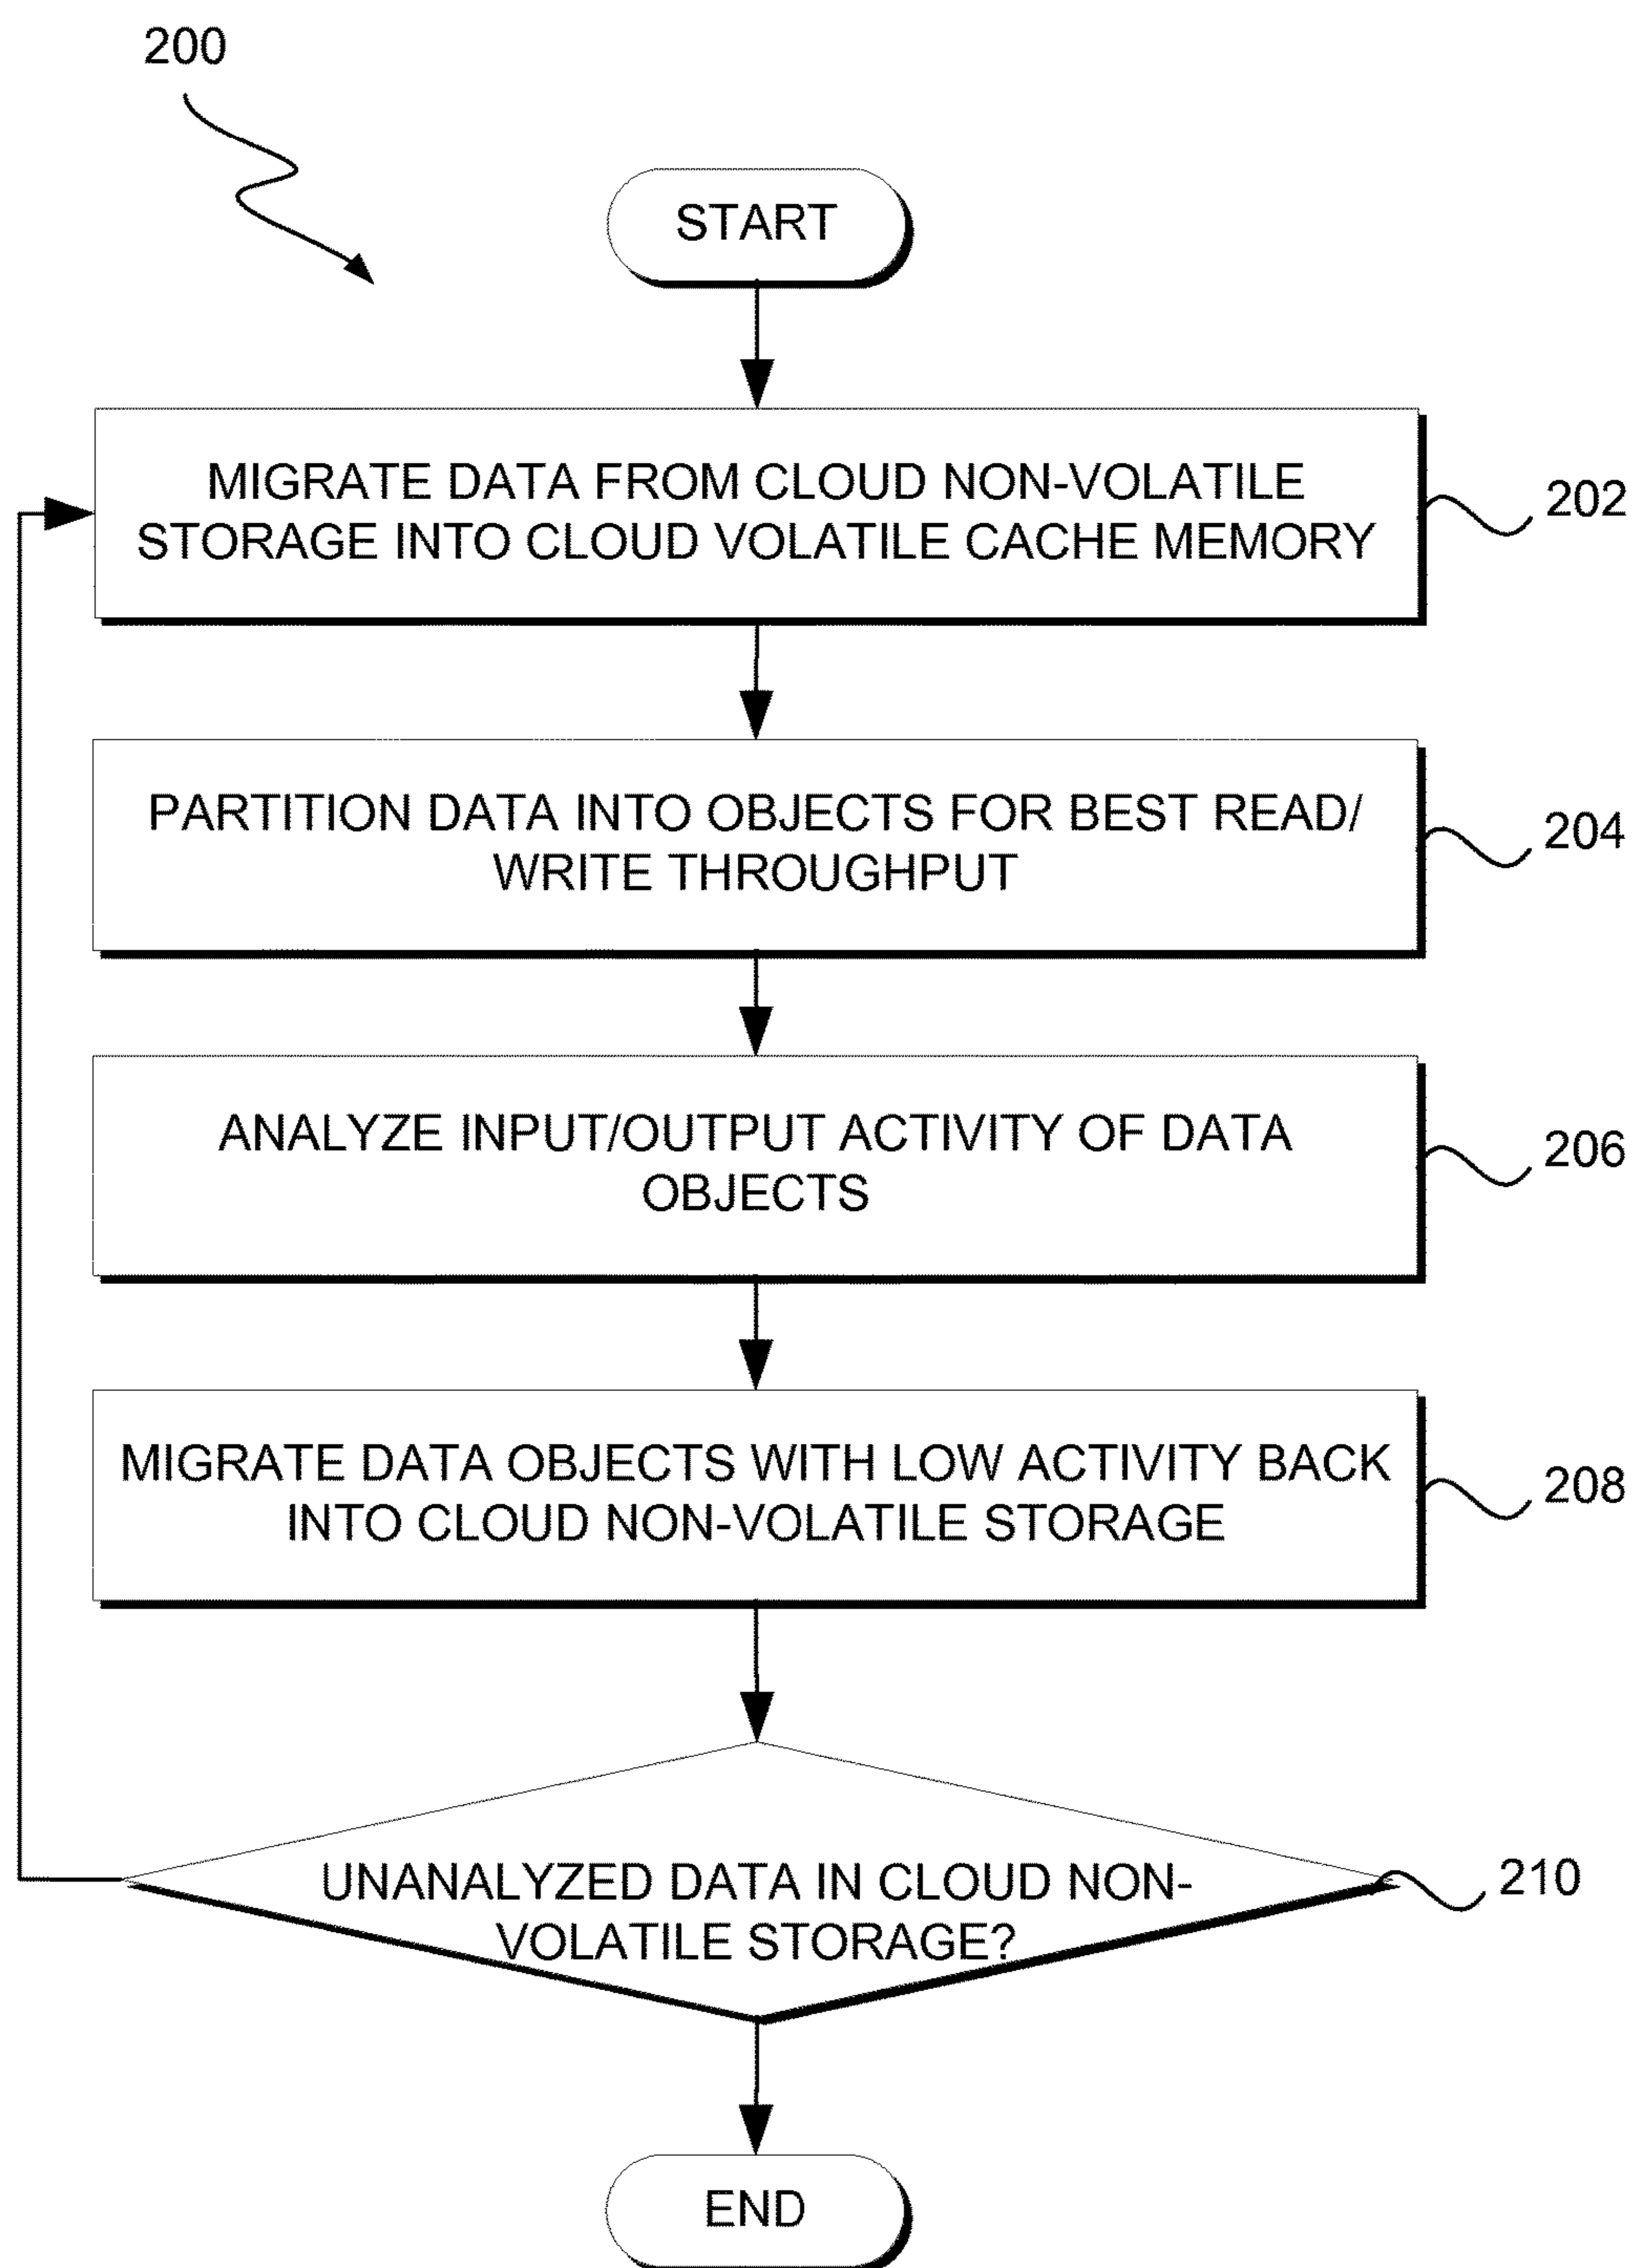 200
START
MIGRATE DATA FROM CLOUD NON-VOLATILE
STORAGE INTO CLOUD VOLATILE CACHE MEMORY
202
PARTITION DATA INTO OBJECTS FOR BEST READ/
WRITE THROUGHPUT
204
ANALYZE INPUT/OUTPUT ACTIVITY OF DATA
OBJECTS
206
MIGRATE DATA OBJECTS WITH LOW ACTIVITY BACK
INTO CLOUD NON-VOLATILE STORAGE
208
UNANALYZED DATA IN CLOUD NON-
VOLATILE STORAGE?
210
END